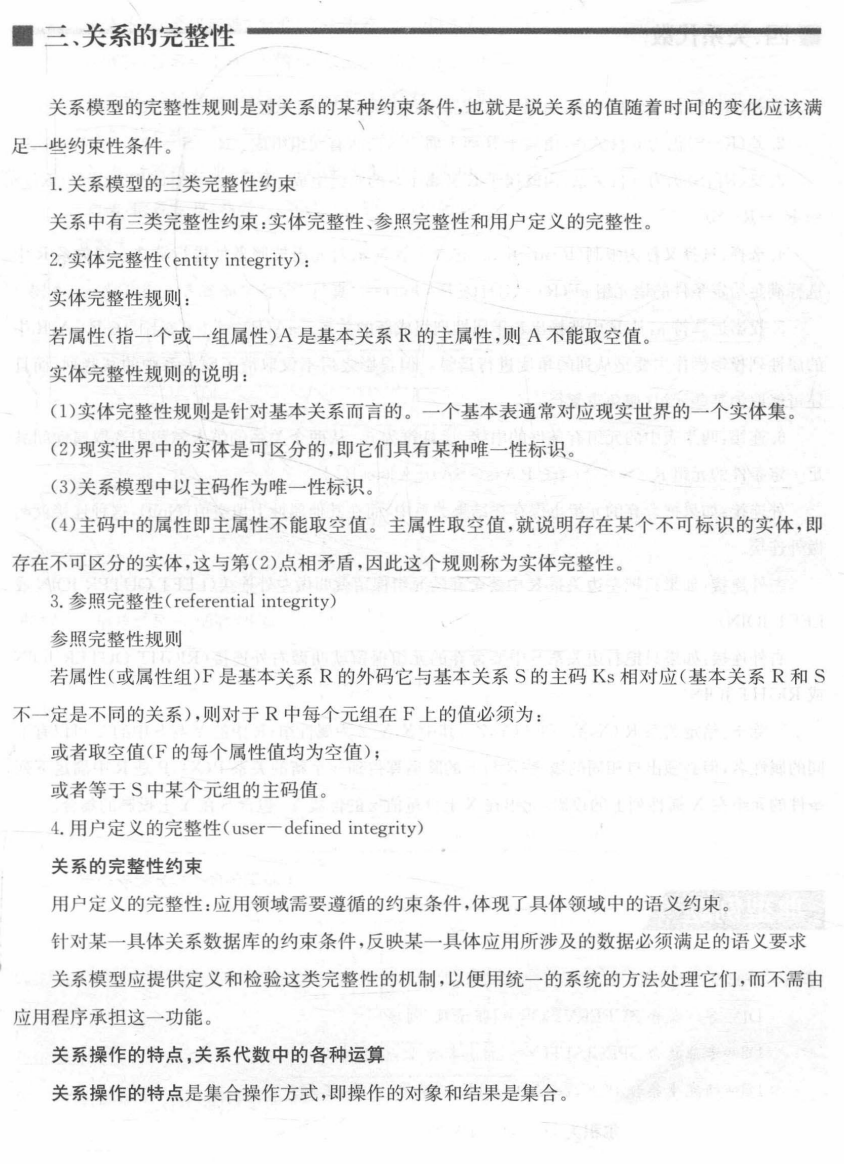 三、关系的完整性
关系模型的完整性规则是对关系的某种约束条件,也就是说关系的值随着时间的变化应该满
足一些约束性条件。
1.关系模型的三类完整性约束
关系中有三类完整性约束:实体完整性、参照完整性和用户定义的完整性。
2.实体完整性(entity integrity):
实体完整性规则:
若属性(指一个或一组属性)A是基本关系R的主属性,则A不能取空值。
实体完整性规则的说明:
(1)实体完整性规则是针对基本关系而言的。一个基本表通常对应现实世界的一个实体集。
(2)现实世界中的实体是可区分的,即它们具有某种唯一性标识。
(3)关系模型中以主码作为唯一性标识。
(4)主码中的属性即主属性不能取空值。主属性取空值,就说明存在某个不可标识的实体,即
存在不可区分的实体,这与第(2)点相矛盾,因此这个规则称为实体完整性。
3.参照完整性(referential integrity)
参照完整性规则
若属性(或属性组)F是基本关系R的外码它与基本关系S的主码Ks相对应(基本关系R和S
不一定是不同的关系),则对于R中每个元组在F上的值必须为:
或者取空值(F的每个属性值均为空值);
或者等于S中某个元组的主码值。
4.用户定义的完整性(user-defined integrity)
关系的完整性约束
用户定义的完整性:应用领域需要遵循的约束条件,体现了具体领域中的语义约束。
针对某一具体关系数据库的约束条件,反映某一具体应用所涉及的数据必须满足的语义要求
关系模型应提供定义和检验这类完整性的机制,以便用统一的系统的方法处理它们,而不需由
应用程序承担这一功能。
关系操作的特点,关系代数中的各种运算
关系操作的特点是集合操作方式,即操作的对象和结果是集合。